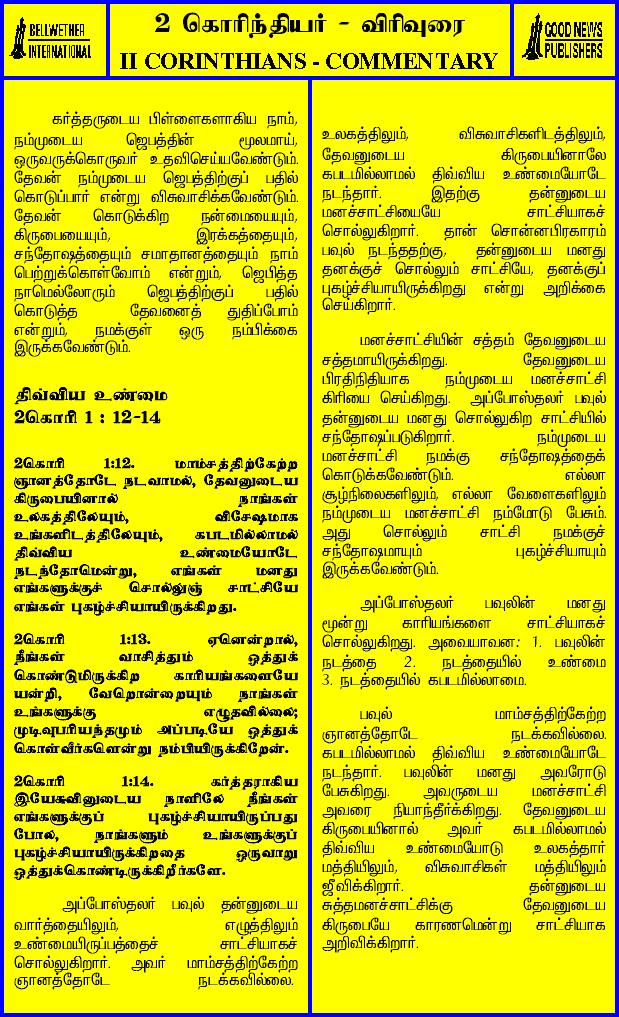 BELLWETHER
INTERNATIONAL
2 கொரிந்தியர் - விரிவுரை
II CORINTHIANS - COMMENTARY
GOOD NEWS
PUBLISHERS
கர்த்தருடைய பிள்ளைகளாகிய நாம்,
நம்முடைய ஜெபத்தின் மூலமாய்,
ஒருவருக்கொருவர் உதவிசெய்யவேண்டும்.
தேவன் நம்முடைய ஜெபத்திற்குப் பதில்
கொடுப்பார் என்று விசுவாசிக்கவேண்டும்.
தேவன் கொடுக்கிற நன்மையையும்,
கிருபையையும், இரக்கத்தையும்,
சந்தோஷத்தையும் சமாதானத்தையும் நாம்
பெற்றுக்கொள்வோம் என்றும், ஜெபித்த
நாமெல்லோரும் ஜெபத்திற்குப் பதில்
கொடுத்த தேவனைத் துதிப்போம்
என்றும், நமக்குள் ஒரு நம்பிக்கை
இருக்கவேண்டும்.
திவ்விய உண்மை
2கொரி 1 : 12-14
2கொரி 1:12. மாம்சத்திற்கேற்ற
ஞானத்தோடே நடவாமல், தேவனுடைய
கிருபையினால் நாங்கள்
உலகத்திலேயும், விசேஷமாக
உங்களிடத்திலேயும், கபடமில்லாமல்
திவ்விய உண்மையோடே
நடந்தோமென்று, எங்கள் மனது
எங்களுக்குச் சொல்லுஞ் சாட்சியே
எங்கள் புகழ்ச்சியாயிருக்கிறது.
2கொரி 1:13. ஏனென்றால்,
நீங்கள் வாசித்தும் ஒத்துக்
கொண்டுமிருக்கிற காரியங்களையே
யன்றி, வேறொன்றையும் நாங்கள்
உங்களுக்கு எழுதவில்லை;
முடிவுபரியந்தமும் அப்படியே ஒத்துக்
கொள்வீர்களென்று நம்பியிருக்கிறேன்.
2கொரி 1:14. கர்த்தராகிய
இயேசுவினுடைய நாளிலே நீங்கள்
எங்களுக்குப் புகழ்ச்சியாயிருப்பது
போல, நாங்களும் உங்களுக்குப்
புகழ்ச்சியாயிருக்கிறதை ஒருவாறு
ஒத்துக்கொண்டிருக்கிறீர்களே.
அப்போஸ்தலர் பவுல் தன்னுடைய
வார்த்தையிலும், எழுத்திலும்
உண்மையிருப்பத்தைச் சாட்சியாகச்
சொல்லுகிறார். அவர் மாம்சத்திற்கேற்ற
ஞானத்தோடே நடக்கவில்லை.
உலகத்திலும், விசுவாசிகளிடத்திலும்,
தேவனுடைய கிருபையினாலே
கபடமில்லாமல் திவ்விய உண்மையோடே
நடந்தார். இதற்கு தன்னுடைய
மனச்சாட்சியையே சாட்சியாகச்
சொல்லுகிறார். தான் சொன்னபிரகாரம்
பவுல் நடந்ததற்கு, தன்னுடைய மனது
தனக்குச் சொல்லும் சாட்சியே, தனக்குப்
புகழ்ச்சியாயிருக்கிறது என்று அறிக்கை
செய்கிறார்.
மனச்சாட்சியின் சத்தம் தேவனுடைய
சத்தமாயிருக்கிறது. தேவனுடைய
பிரதிநிதியாக நம்முடைய மனச்சாட்சி
கிரியை செய்கிறது. அப்போஸ்தலர் பவுல்
தன்னுடைய மனது சொல்லுகிற சாட்சியில்
சந்தோஷப்படுகிறார். நம்முடைய
மனச்சாட்சி நமக்கு சந்தோஷத்தைக்
கொடுக்கவேண்டும். எல்லா
சூழ்நிலைகளிலும், எல்லா வேளைகளிலும்
நம்முடைய மனச்சாட்சி நம்மோடு பேசும்.
அது சொல்லும் சாட்சி நமக்குச்
சந்தோஷமாயும் புகழ்ச்சியாயும்
இருக்கவேண்டும்.
அப்போஸ்தலர் பவுலின் மனது
மூன்று காரியங்களை சாட்சியாகச்
சொல்லுகிறது. அவையாவன: 1. பவுலின்
நடத்தை 2. நடத்தையில் உண்மை
3. நடத்தையில் கபடமில்லாமை.
பவுல் மாம்சத்திற்கேற்ற
ஞானத்தோடே நடக்கவில்லை.
கபடமில்லாமல் திவ்விய உண்மையோடே
நடந்தார். பவுலின் மனது அவரோடு
பேசுகிறது. அவருடைய மனச்சாட்சி
அவரை நியாந்தீர்க்கிறது. தேவனுடைய
கிருபையினால் அவர் கபடமில்லாமல்
திவ்விய உண்மையோடு உலகத்தார்
மத்தியிலும், விசுவாசிகள் மத்தியிலும்
ஜீவிக்கிறார். தன்னுடைய
சுத்தமனச்சாட்சிக்கு தேவனுடைய
கிருபையே காரணமென்று சாட்சியாக
அறிவிக்கிறார்.